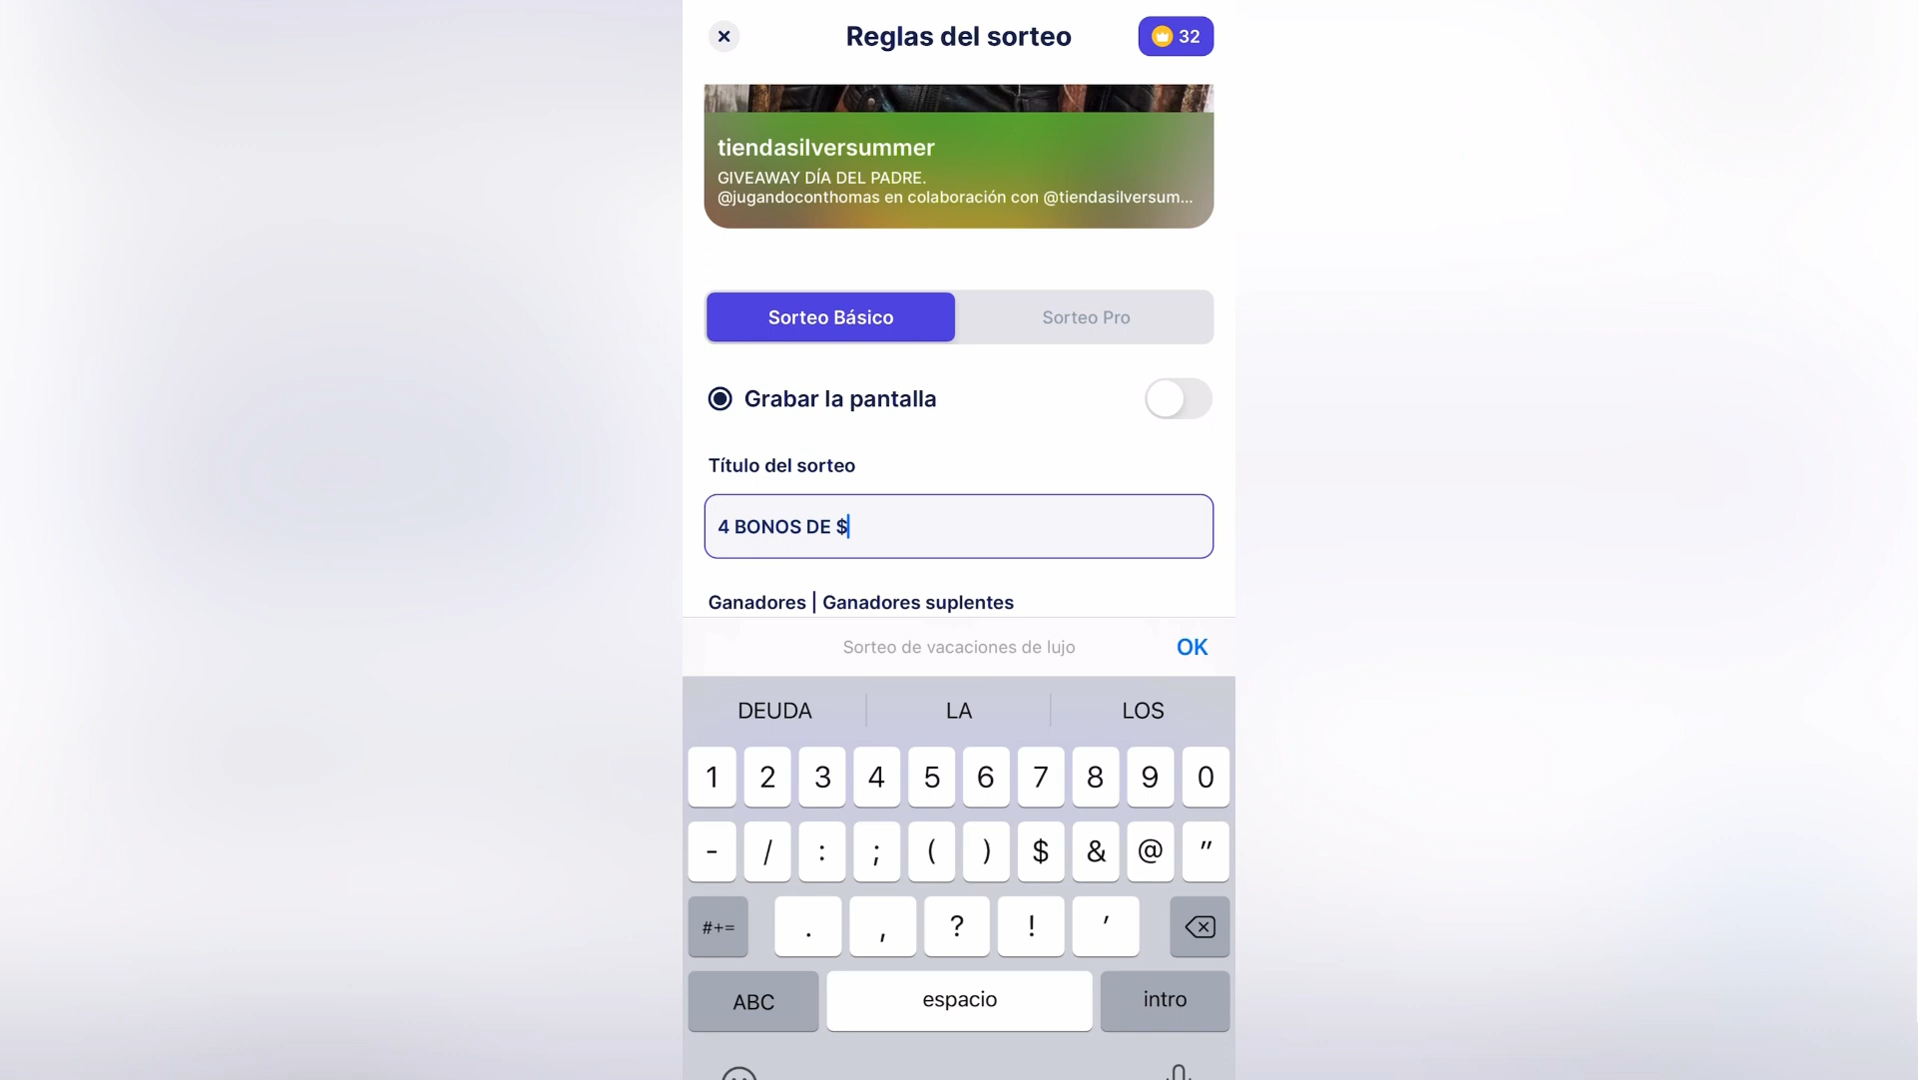 Reglas del sorteo
32
tiendasilversummer
GIVEAWAY DÍA DEL PADRE.
@jugandoconthomas en colaboración con @tiendasilversum...
Sorteo Básico
Sorteo Pro
Grabar la pantalla
Título del sorteo
4 BONOS DE $
Ganadores | Ganadores suplentes
Sorteo de vacaciones de lujo
OK
DEUDA
LA
LOS
1 2 3 4 5 6 7 8 9 0
- / : ; ( ) $ & @ "
#+= . , ? ! '
ABC espacio intro